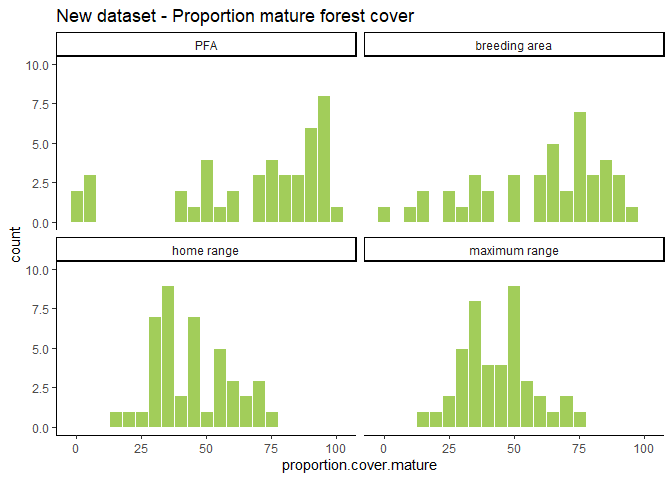 New dataset - Proportion mature forest cover
PFA
breeding area
10.0
7.5
5.0
2.5
0.0
count
home range
maximum range
10.0
7.5
5.0
2.5
0.0
0 25 50 75 100
0 25 50 75 100
proportion.cover.mature